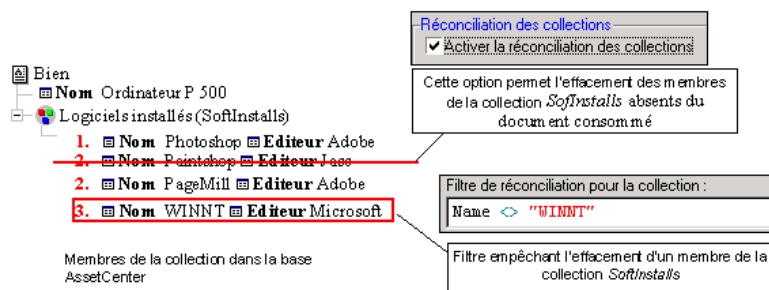 Réconciliation des collections
Activer la réconciliation des collections
Bien
Nom Ordinateur P 500
Logiciels installés (SoftInstalls)
Cette option permet l'effacement des membres
de la collection SofInstalls absents du
document consommé
1. Nom Photoshop Editeur Adobe
2. Nom Paintshop Editeur Jasc
2. Nom PageMill Editeur Adobe
3. Nom WINNT Editeur Microsoft
Filtre de réconciliation pour la collection :
Name <> "WINNT"
Filtre empêchant l'effacement d'un membre de la
collection SoftInstalls
Membres de la collection dans la base
AssetCenter